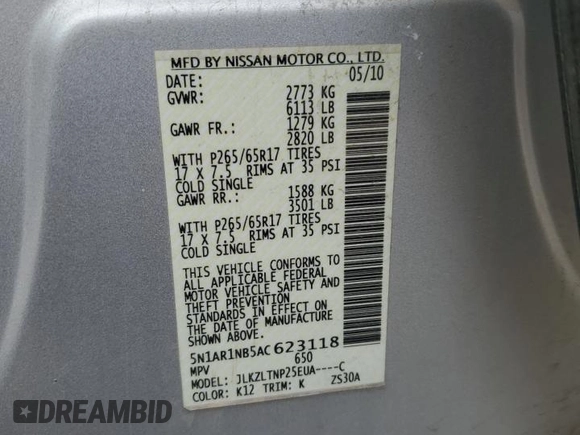 MFD BY NISSAN MOTOR CO., LTD.
DATE: 05/10
GVWR: 2773 KG
6113 LB
GAWR FR.: 1279 KG
2820 LB
WITH P265/65R17 TIRES
17 X 7.5 RIMS AT 35 PSI
COLD SINGLE
GAWR RR.: 1588 KG
3501 LB
WITH P265/65R17 TIRES
17 X 7.5 RIMS AT 35 PSI
COLD SINGLE
THIS VEHICLE CONFORMS TO
ALL APPLICABLE FEDERAL
MOTOR VEHICLE SAFETY AND
THEFT PREVENTION
STANDARDS IN EFFECT ON
THE DATE OF MANUFACTURE
5N1AR1NB5AC 623118
MPV 650
MODEL: JLKZLTNP25EUA----C
COLOR: K12 TRIM: K ZS30A
DREAMBID